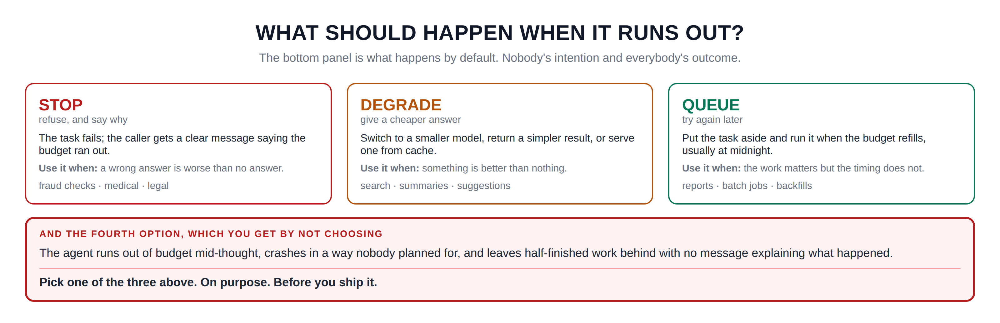 WHAT SHOULD HAPPEN WHEN IT RUNS OUT?
The bottom panel is what happens by default. Nobody's intention and everybody's outcome.
STOP
refuse, and say why
The task fails; the caller gets a clear message saying the
budget ran out.
Use it when: a wrong answer is worse than no answer.
fraud checks · medical · legal
DEGRADE
give a cheaper answer
Switch to a smaller model, return a simpler result, or serve
one from cache.
Use it when: something is better than nothing.
search · summaries · suggestions
QUEUE
try again later
Put the task aside and run it when the budget refills,
usually at midnight.
Use it when: the work matters but the timing does not.
reports · batch jobs · backfills
AND THE FOURTH OPTION, WHICH YOU GET BY NOT CHOOSING
The agent runs out of budget mid-thought, crashes in a way nobody planned for, and leaves half-finished work behind with no message explaining what happened.
Pick one of the three above. On purpose. Before you ship it.